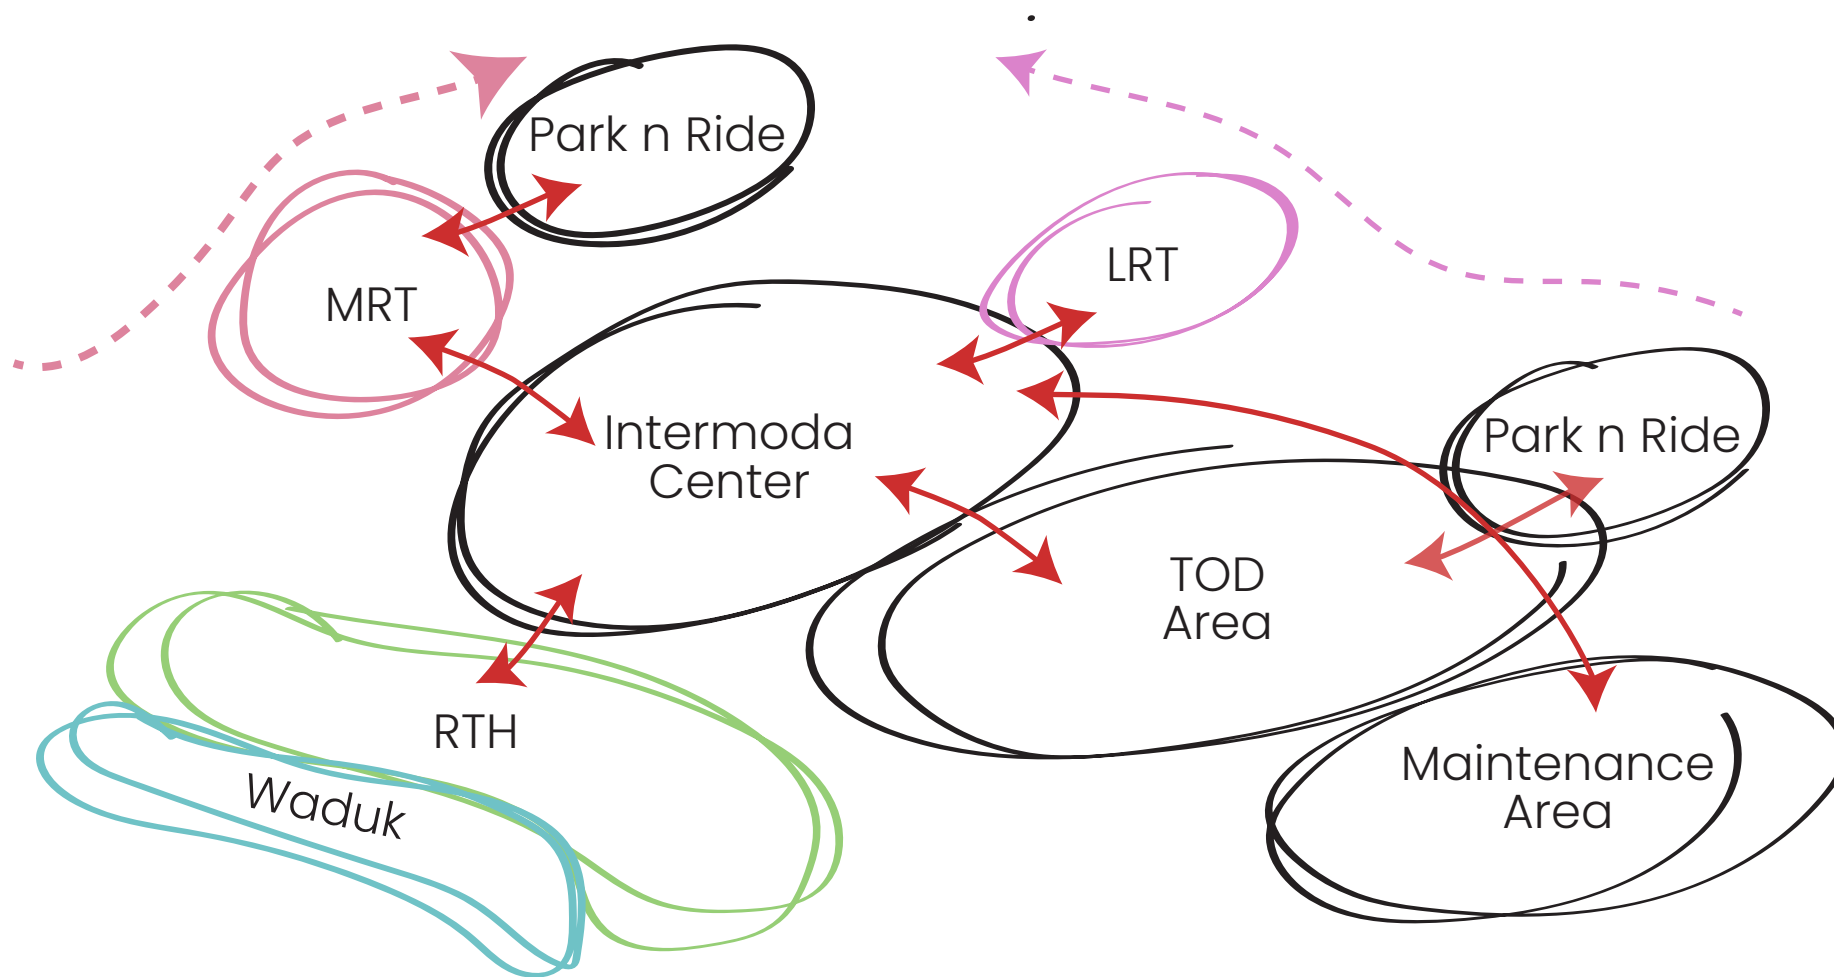 Park n Ride
LRT
MRT
Intermoda
Center
Park n Ride
TOD
Area
RTH
Waduk
Maintenance
Area